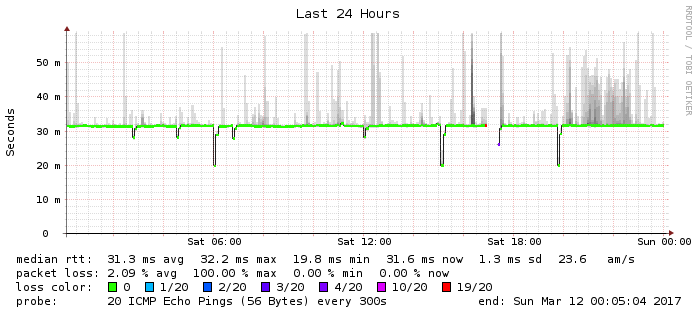 Last 24 Hours
RRDTOOL / TOBI OETIKER
Seconds
50 m
40 m
30 m
20 m
10 m
0
Sat 06:00 Sat 12:00 Sat 18:00 Sun 00:00
median rtt: 31.3 ms avg 32.2 ms max 19.8 ms min 31.6 ms now 1.3 ms sd 23.6 am/s
packet loss: 2.09 % avg 100.00 % max 0.00 % min 0.00 % now
loss color: 0 1/20 2/20 3/20 4/20 10/20 19/20
probe: 20 ICMP Echo Pings (56 Bytes) every 300s end: Sun Mar 12 00:05:04 2017